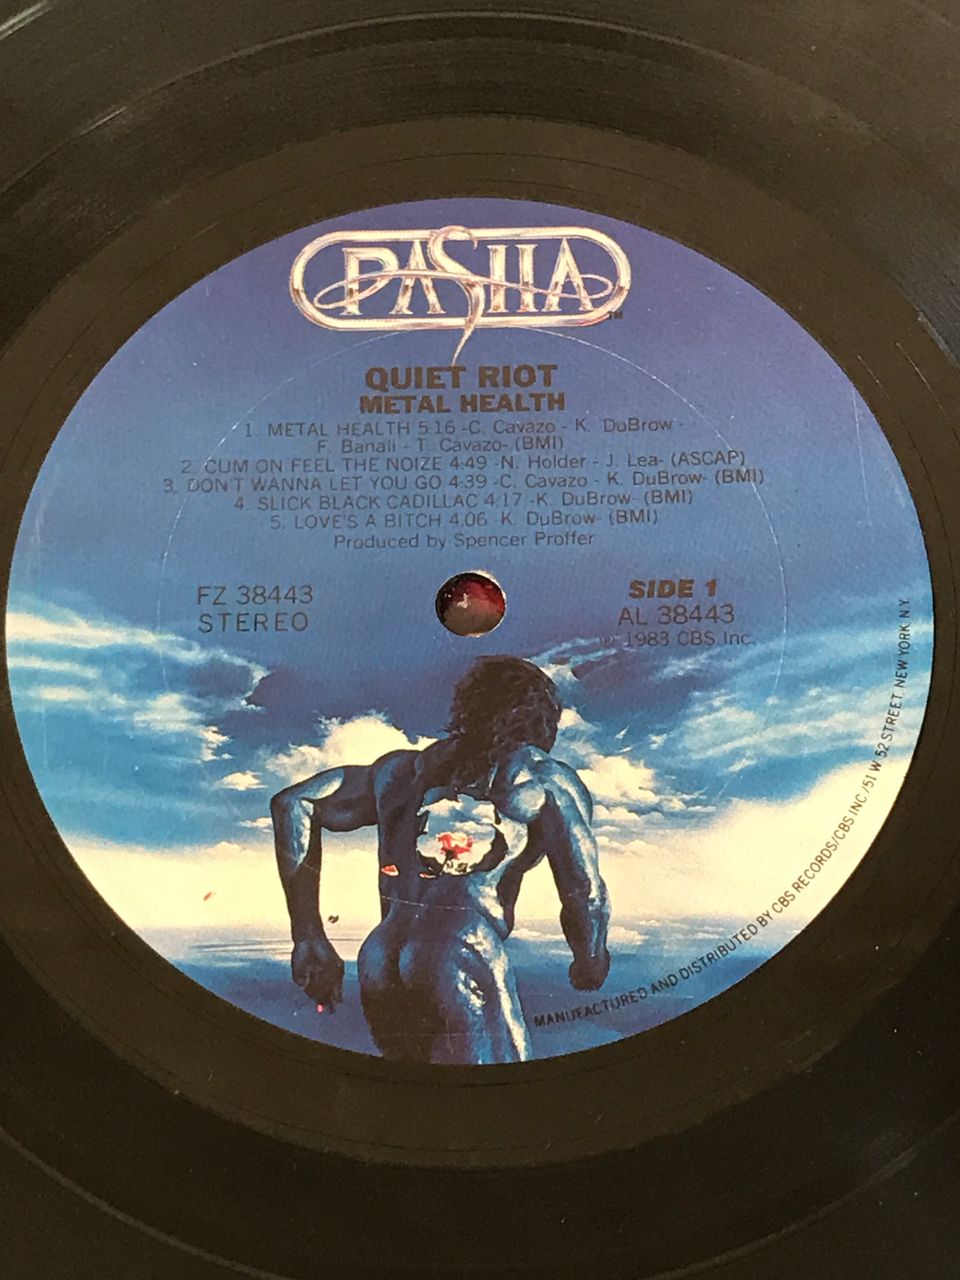 PASHA
TM
QUIET RIOT
METAL HEALTH
1. METAL HEALTH 5:16 -C. Cavazo - K. DuBrow -
F. Banali - T. Cavazo- (BMI)
2. CUM ON FEEL THE NOIZE 4:49 -N. Holder - J. Lea- (ASCAP)
3. DON'T WANNA LET YOU GO 4:39 -C. Cavazo - K. DuBrow- (BMI)
4. SLICK BLACK CADILLAC 4:17 -K. DuBrow- (BMI)
5. LOVE'S A BITCH 4:06 -K. DuBrow- (BMI)
Produced by Spencer Proffer
FZ 38443
STEREO
SIDE 1
AL 38443
℗ 1983 CBS Inc.
MANUFACTURED AND DISTRIBUTED BY CBS RECORDS/CBS INC./51 W 52 STREET, NEW YORK, N.Y.